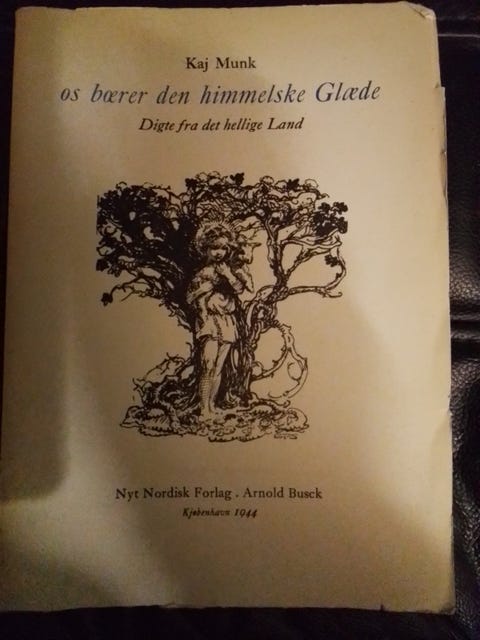 Kaj Munk
os bærer den himmelske Glæde
Digte fra det hellige Land
Nyt Nordisk Forlag . Arnold Busck
Kjøbenhavn 1944